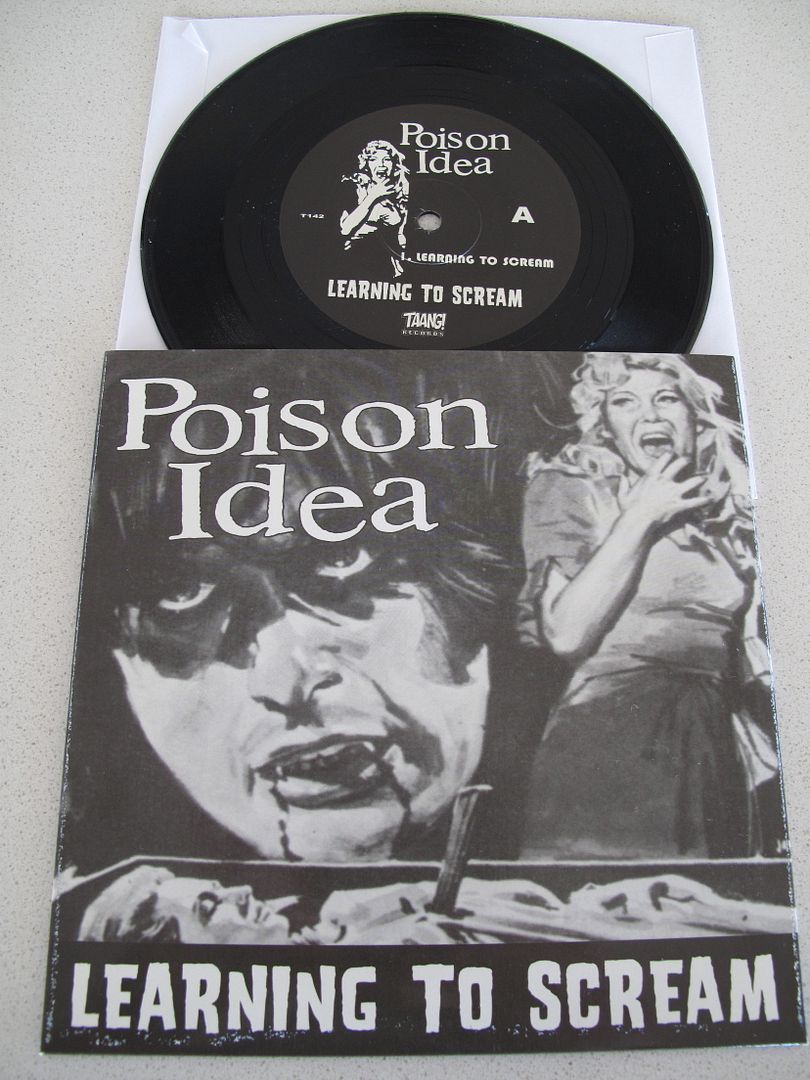 Poison
Idea
T142
A
1. LEARNING TO SCREAM
LEARNING TO SCREAM
TAANG!
RECORDS
Poison
Idea
LEARNING TO SCREAM